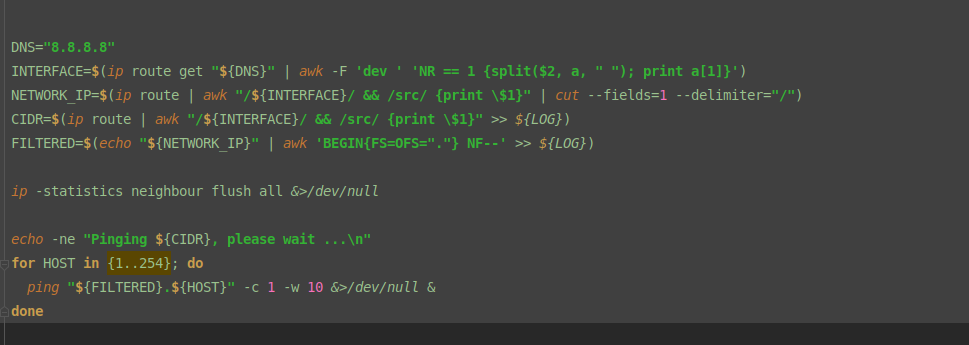 DNS="8.8.8.8"
INTERFACE=$(ip route get "${DNS}" | awk -F 'dev ' 'NR == 1 {split($2, a, " "); print a[1]}')
NETWORK_IP=$(ip route | awk "/${INTERFACE}/ && /src/ {print \$1}" | cut --fields=1 --delimiter="/")
CIDR=$(ip route | awk "/${INTERFACE}/ && /src/ {print \$1}" >> ${LOG})
FILTERED=$(echo "${NETWORK_IP}" | awk 'BEGIN{FS=OFS="."} NF--' >> ${LOG})
ip -statistics neighbour flush all &>/dev/null
echo -ne "Pinging ${CIDR}, please wait ...\n"
for HOST in {1..254}; do
ping "${FILTERED}.${HOST}" -c 1 -w 10 &>/dev/null &
done